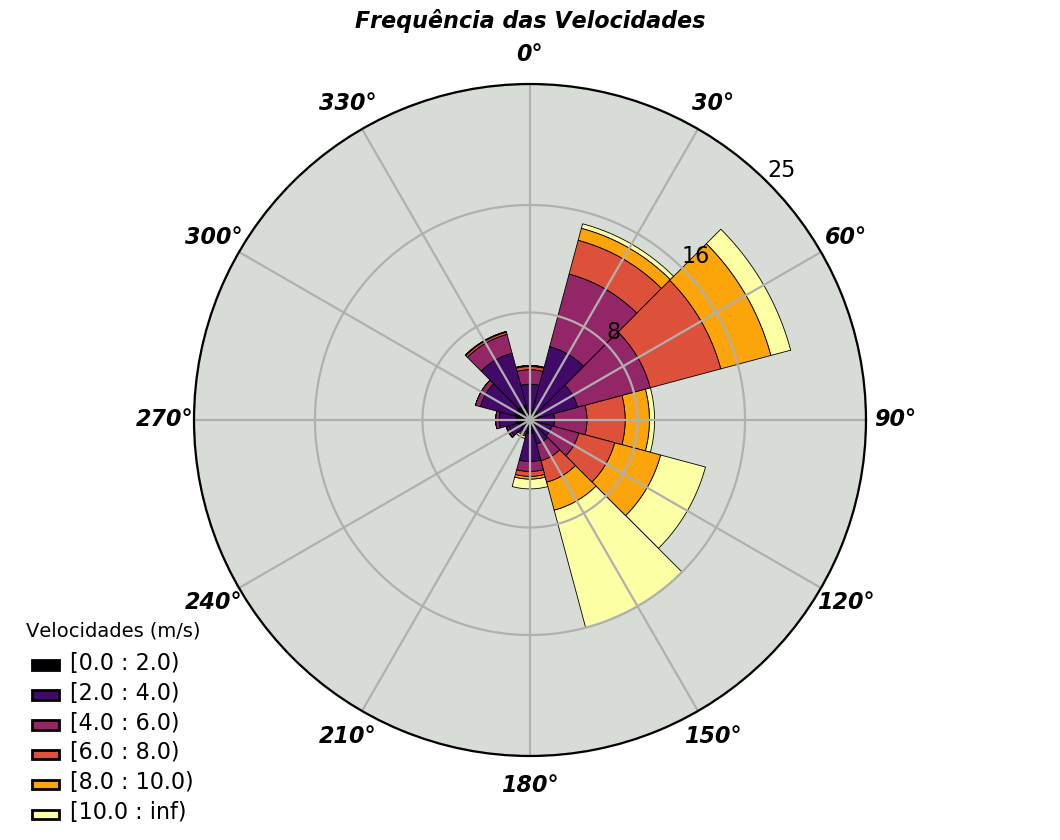 Frequência das Velocidades
0°
330°
30°
25
300°
60°
16
8
270°
90°
240°
120°
210°
150°
180°
Velocidades (m/s)
[0.0 : 2.0)
[2.0 : 4.0)
[4.0 : 6.0)
[6.0 : 8.0)
[8.0 : 10.0)
[10.0 : inf)